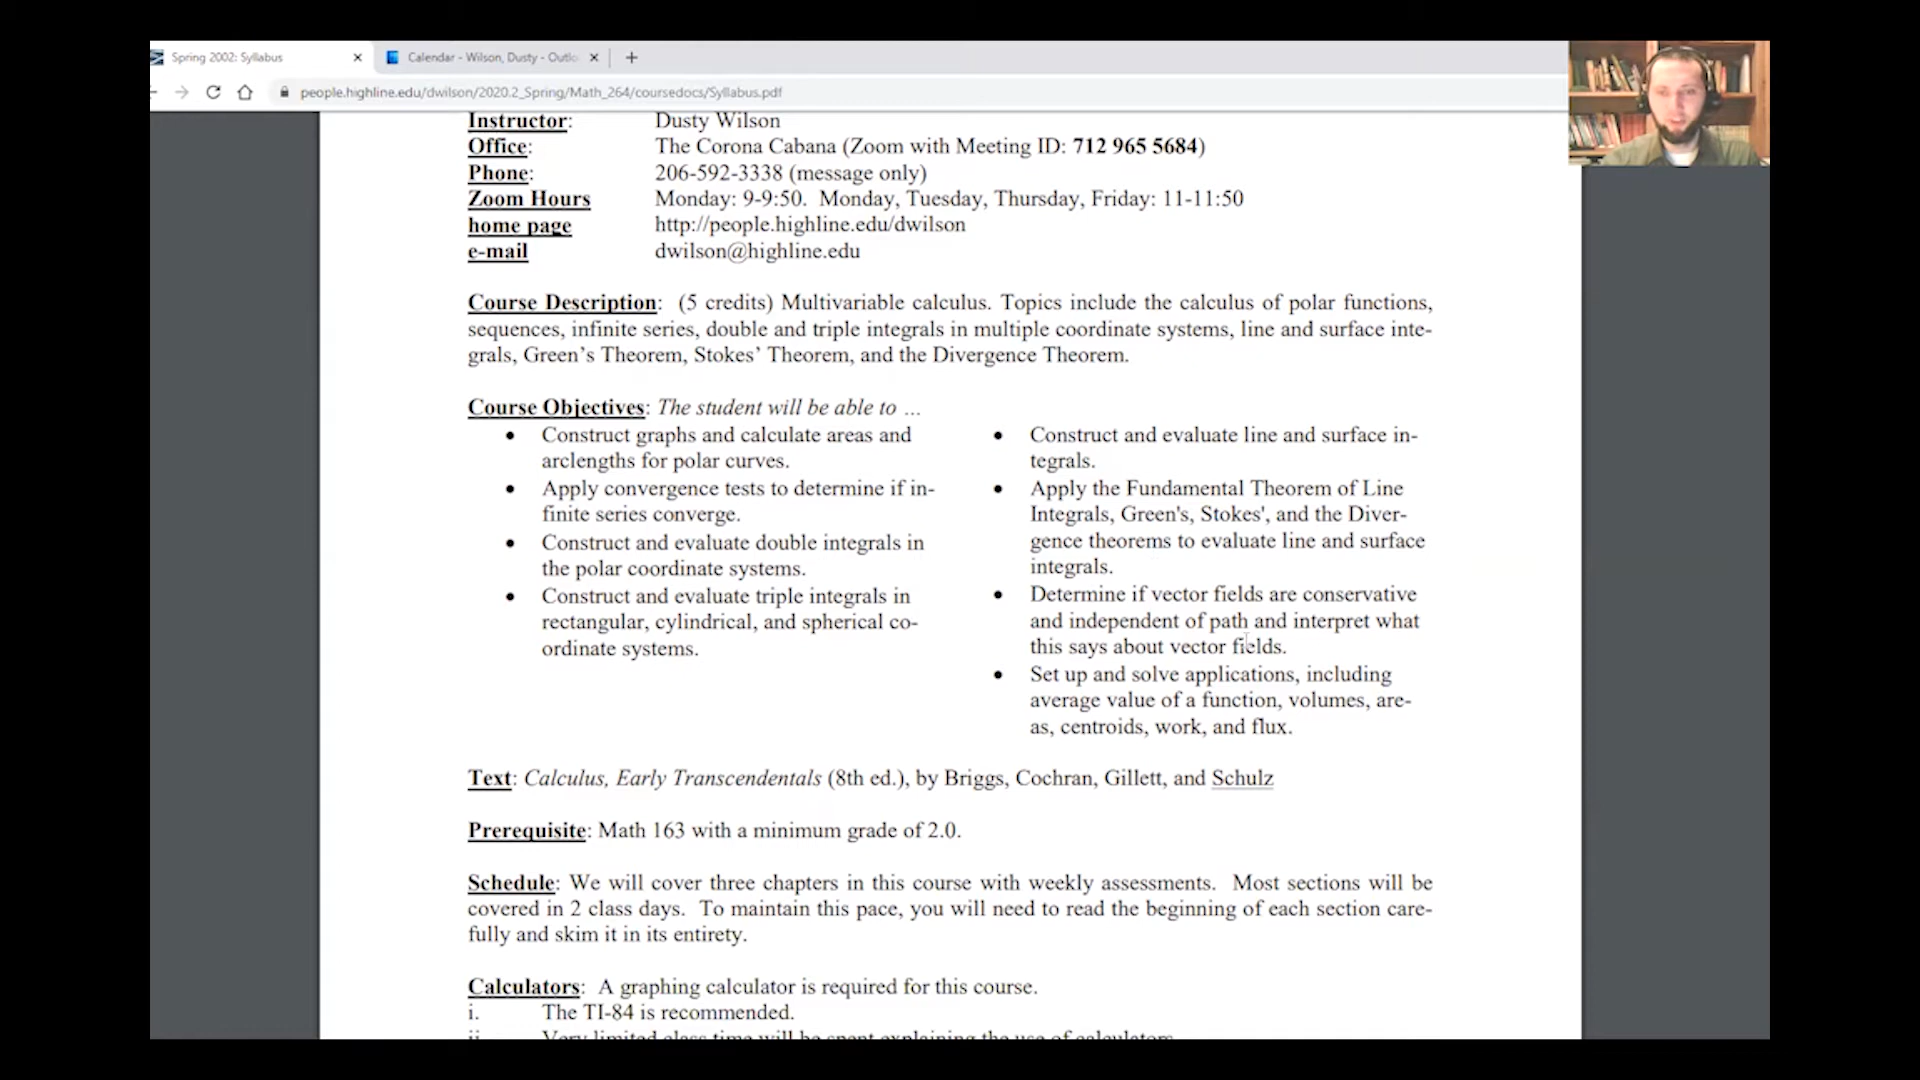 Spring 2002: Syllabus
Calendar - Wilson, Dusty - Outlo
people.highline.edu/dwilson/2020.2_Spring/Math_264/coursedocs/Syllabus.pdf
Instructor: Dusty Wilson
Office: The Corona Cabana (Zoom with Meeting ID: 712 965 5684)
Phone: 206-592-3338 (message only)
Zoom Hours Monday: 9-9:50. Monday, Tuesday, Thursday, Friday: 11-11:50
home page http://people.highline.edu/dwilson
e-mail dwilson@highline.edu
Course Description: (5 credits) Multivariable calculus. Topics include the calculus of polar functions,
sequences, infinite series, double and triple integrals in multiple coordinate systems, line and surface inte-
grals, Green's Theorem, Stokes' Theorem, and the Divergence Theorem.
Course Objectives: The student will be able to ...
• Construct graphs and calculate areas and
arclengths for polar curves.
• Apply convergence tests to determine if in-
finite series converge.
• Construct and evaluate double integrals in
the polar coordinate systems.
• Construct and evaluate triple integrals in
rectangular, cylindrical, and spherical co-
ordinate systems.
• Construct and evaluate line and surface in-
tegrals.
• Apply the Fundamental Theorem of Line
Integrals, Green's, Stokes', and the Diver-
gence theorems to evaluate line and surface
integrals.
• Determine if vector fields are conservative
and independent of path and interpret what
this says about vector fields.
• Set up and solve applications, including
average value of a function, volumes, are-
as, centroids, work, and flux.
Text: Calculus, Early Transcendentals (8th ed.), by Briggs, Cochran, Gillett, and Schulz
Prerequisite: Math 163 with a minimum grade of 2.0.
Schedule: We will cover three chapters in this course with weekly assessments. Most sections will be
covered in 2 class days. To maintain this pace, you will need to read the beginning of each section care-
fully and skim it in its entirety.
Calculators: A graphing calculator is required for this course.
i. The TI-84 is recommended.
ii. Very limited class time will be spent explaining the use of calculators